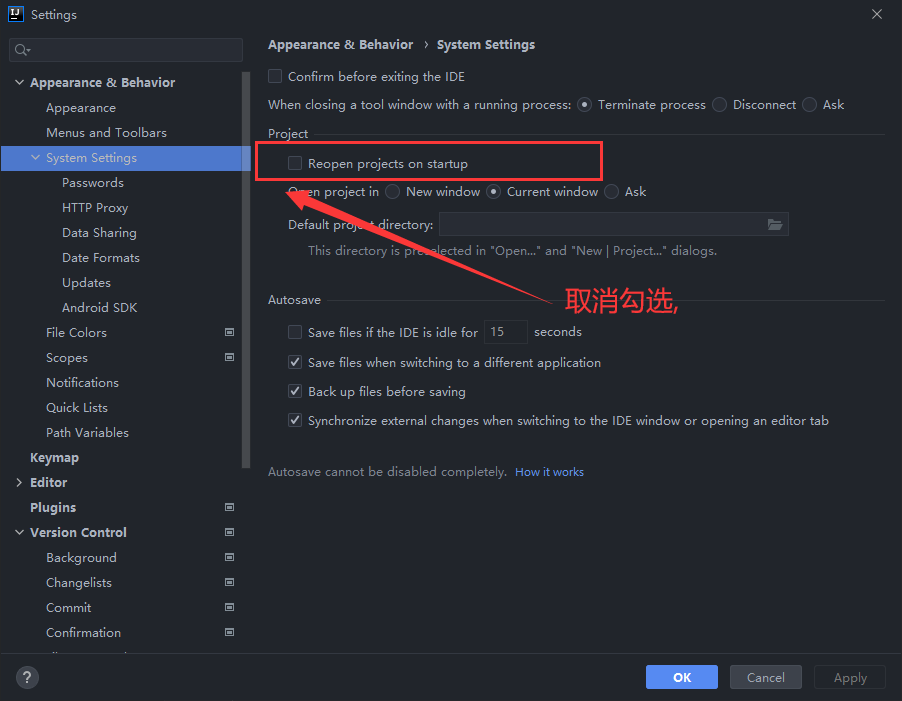 Settings
Appearance & Behavior › System Settings
Appearance & Behavior
Appearance
Menus and Toolbars
System Settings
Passwords
HTTP Proxy
Data Sharing
Date Formats
Updates
Android SDK
File Colors
Scopes
Notifications
Quick Lists
Path Variables
Keymap
Editor
Plugins
Version Control
Background
Changelists
Commit
Confirmation
Confirm before exiting the IDE
When closing a tool window with a running process: Terminate process Disconnect Ask
Project
Reopen projects on startup
Open project in New window Current window Ask
Default project directory:
This directory is preselected in "Open..." and "New | Project..." dialogs.
取消勾选,
Autosave
Save files if the IDE is idle for 15 seconds
Save files when switching to a different application
Back up files before saving
Synchronize external changes when switching to the IDE window or opening an editor tab
Autosave cannot be disabled completely. How it works
? OK Cancel Apply